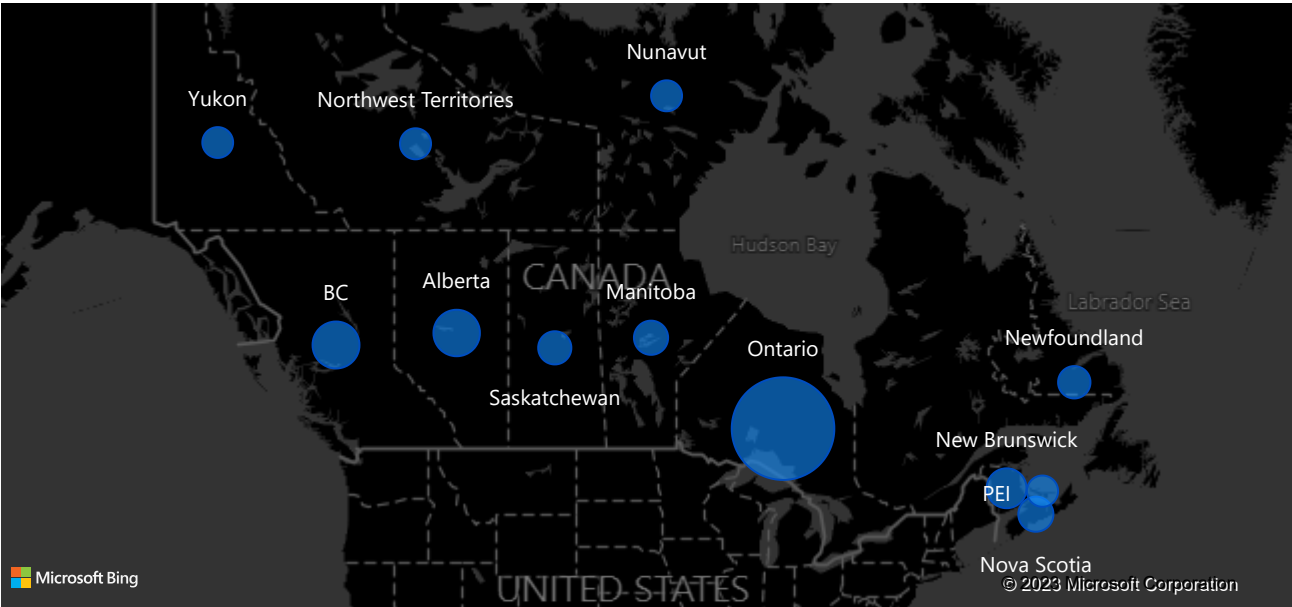 Nunavut
Yukon
Northwest Territories
Hudson Bay
CANADA
Alberta
BC
Manitoba
Labrador Sea
Newfoundland
Ontario
Saskatchewan
New Brunswick
PEI
Nova Scotia
Microsoft Bing
© 2023 Microsoft Corporation
UNITED STATES